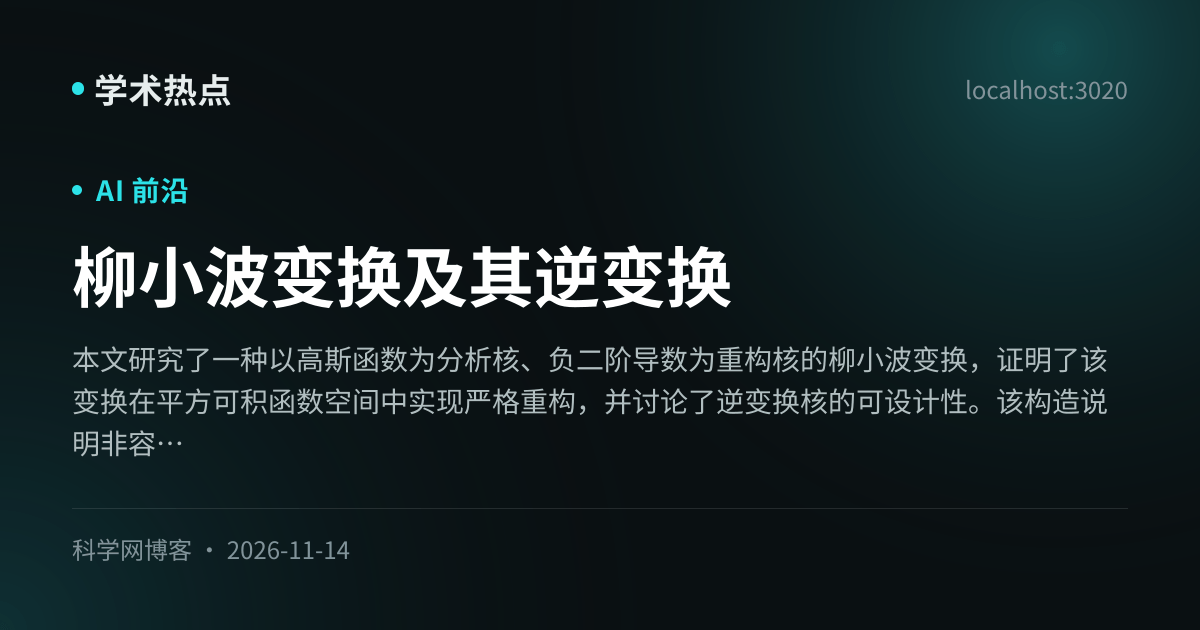 学术热点
localhost:3020
AI 前沿
柳小波变换及其逆变换
本文研究了一种以高斯函数为分析核、负二阶导数为重构核的柳小波变换，证明了该
变换在平方可积函数空间中实现严格重构，并讨论了逆变换核的可设计性。该构造说
明非容…
科学网博客 • 2026-11-14